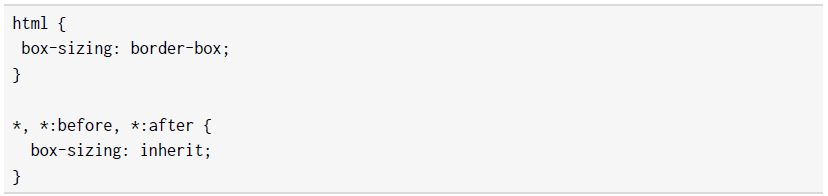 html {
 box-sizing: border-box;
}

*, *:before, *:after {
  box-sizing: inherit;
}